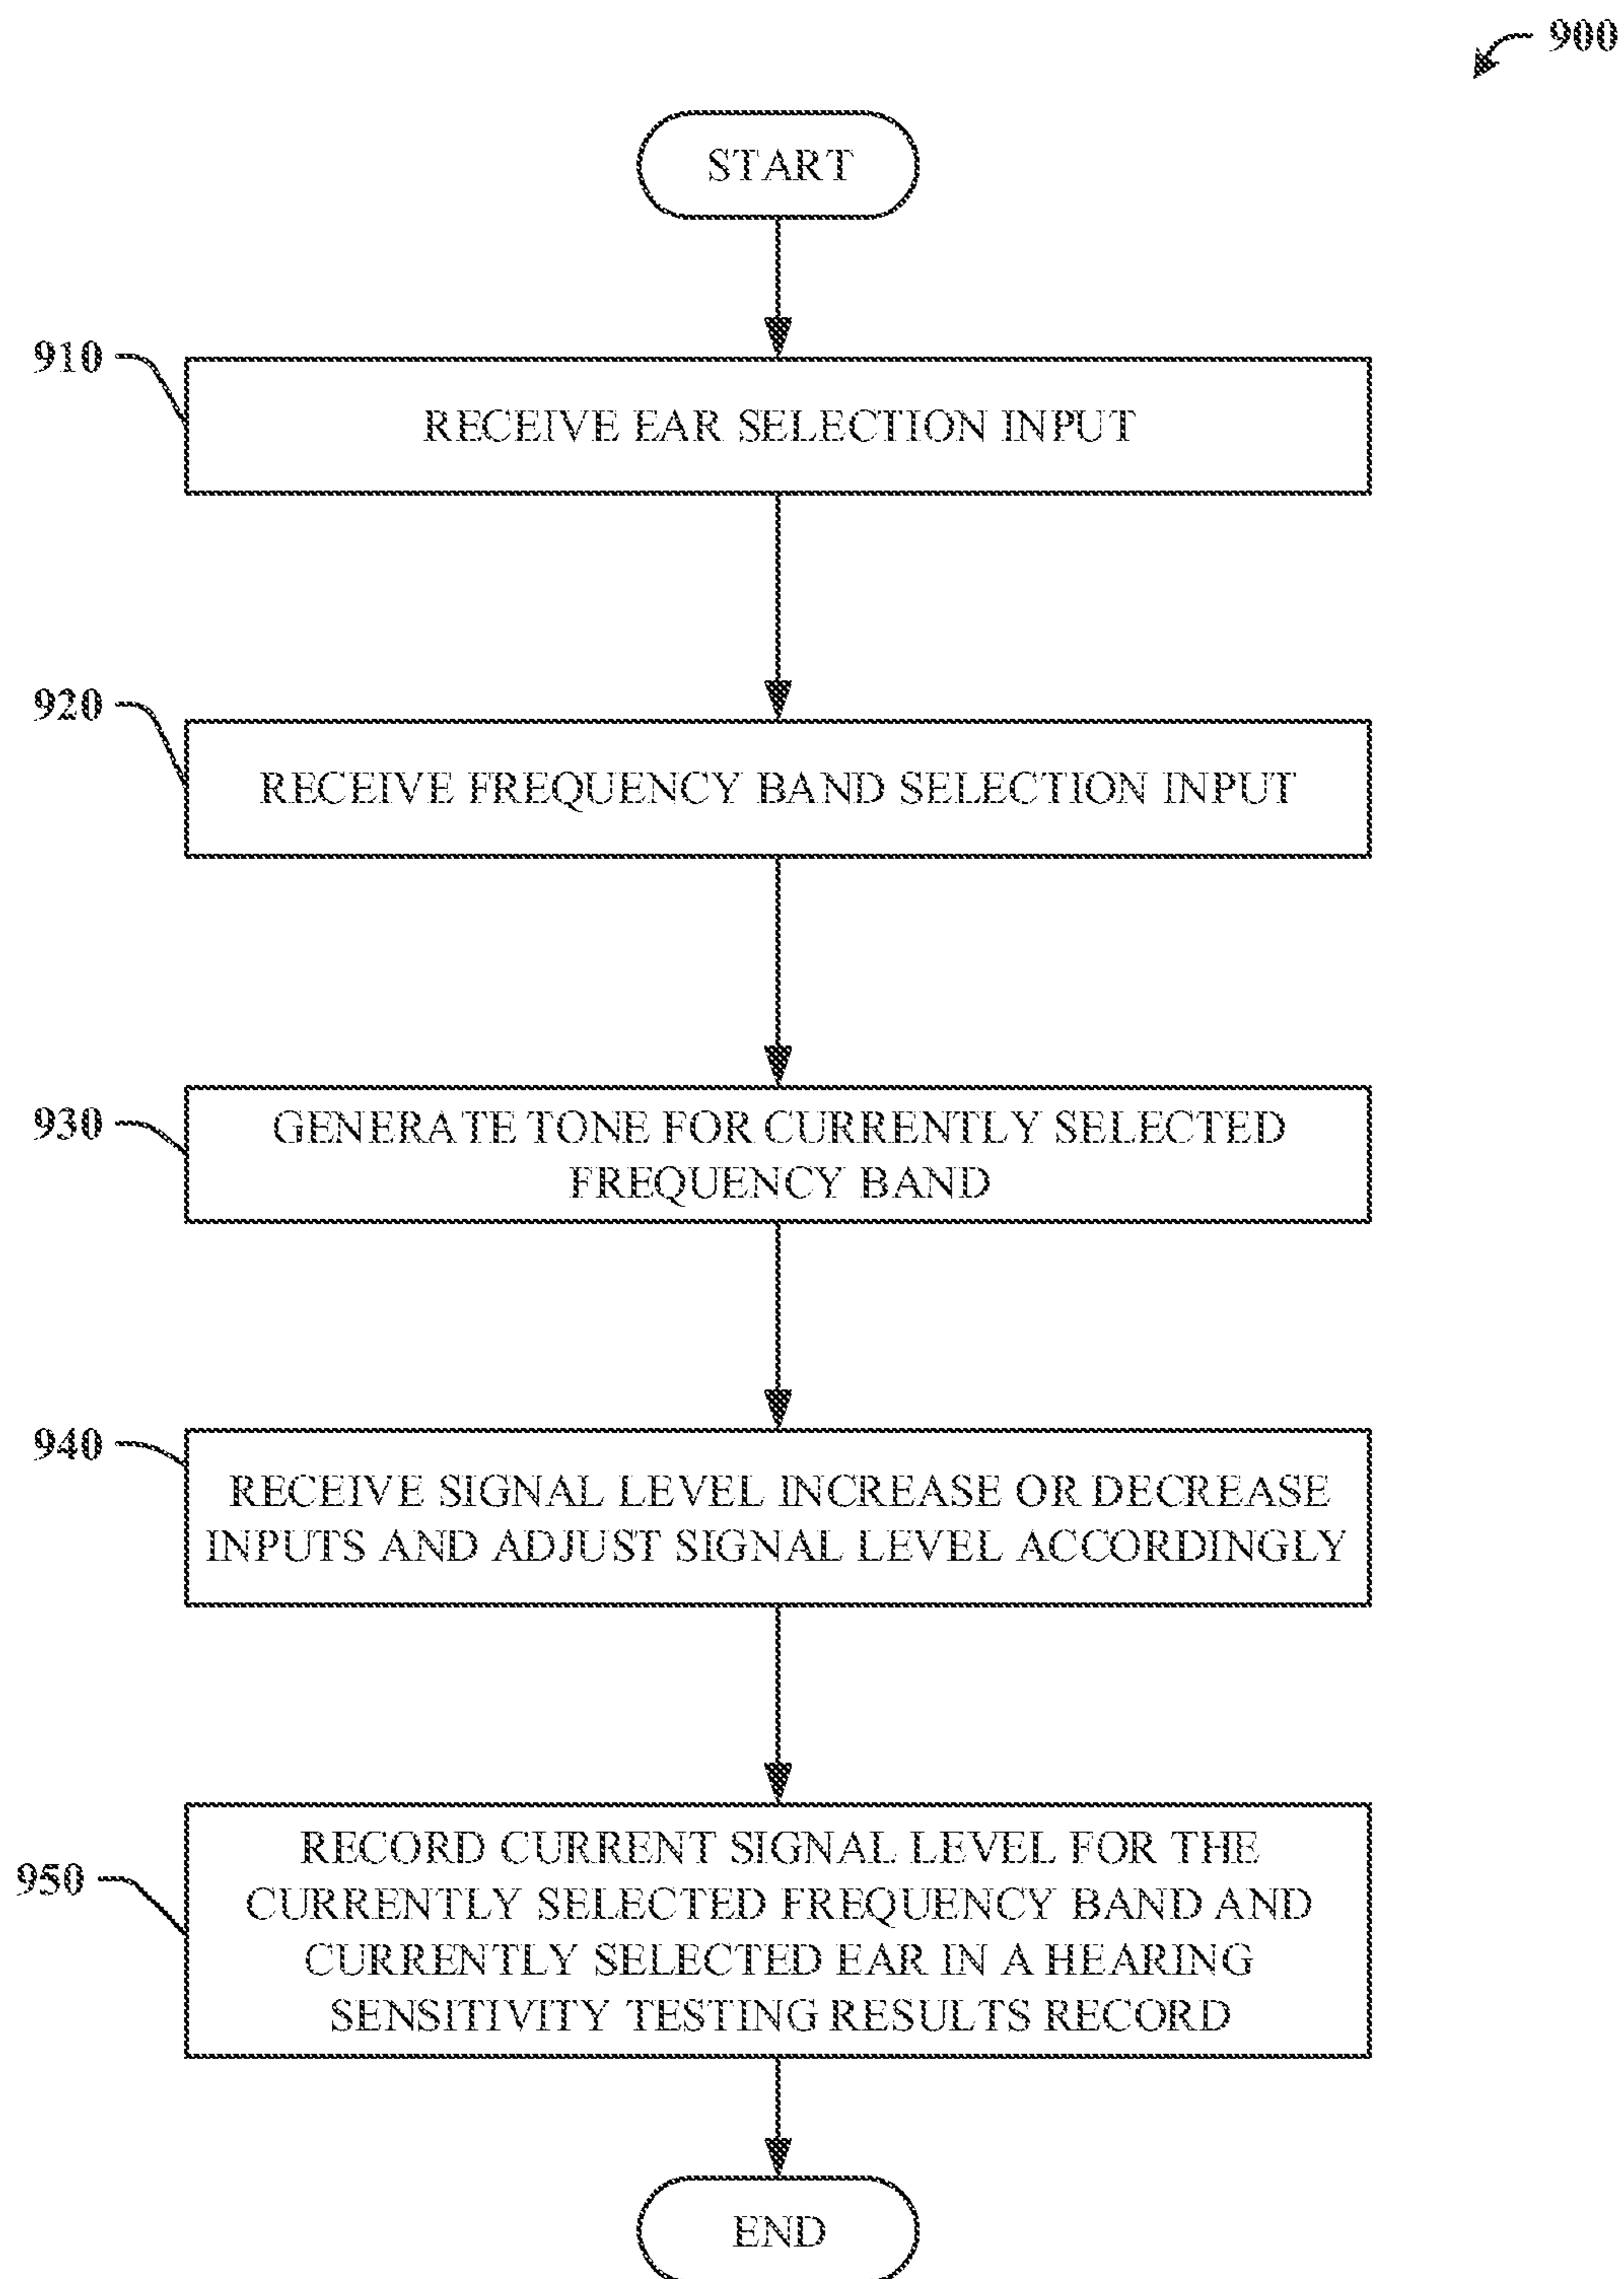 900
START
910
RECEIVE EAR SELECTION INPUT
920
RECEIVE FREQUENCY BAND SELECTION INPUT
930
GENERATE TONE FOR CURRENTLY SELECTED
FREQUENCY BAND
940
RECEIVE SIGNAL LEVEL INCREASE OR DECREASE
INPUTS AND ADJUST SIGNAL LEVEL ACCORDINGLY
950
RECORD CURRENT SIGNAL LEVEL FOR THE
CURRENTLY SELECTED FREQUENCY BAND AND
CURRENTLY SELECTED EAR IN A HEARING
SENSITIVITY TESTING RESULTS RECORD
END